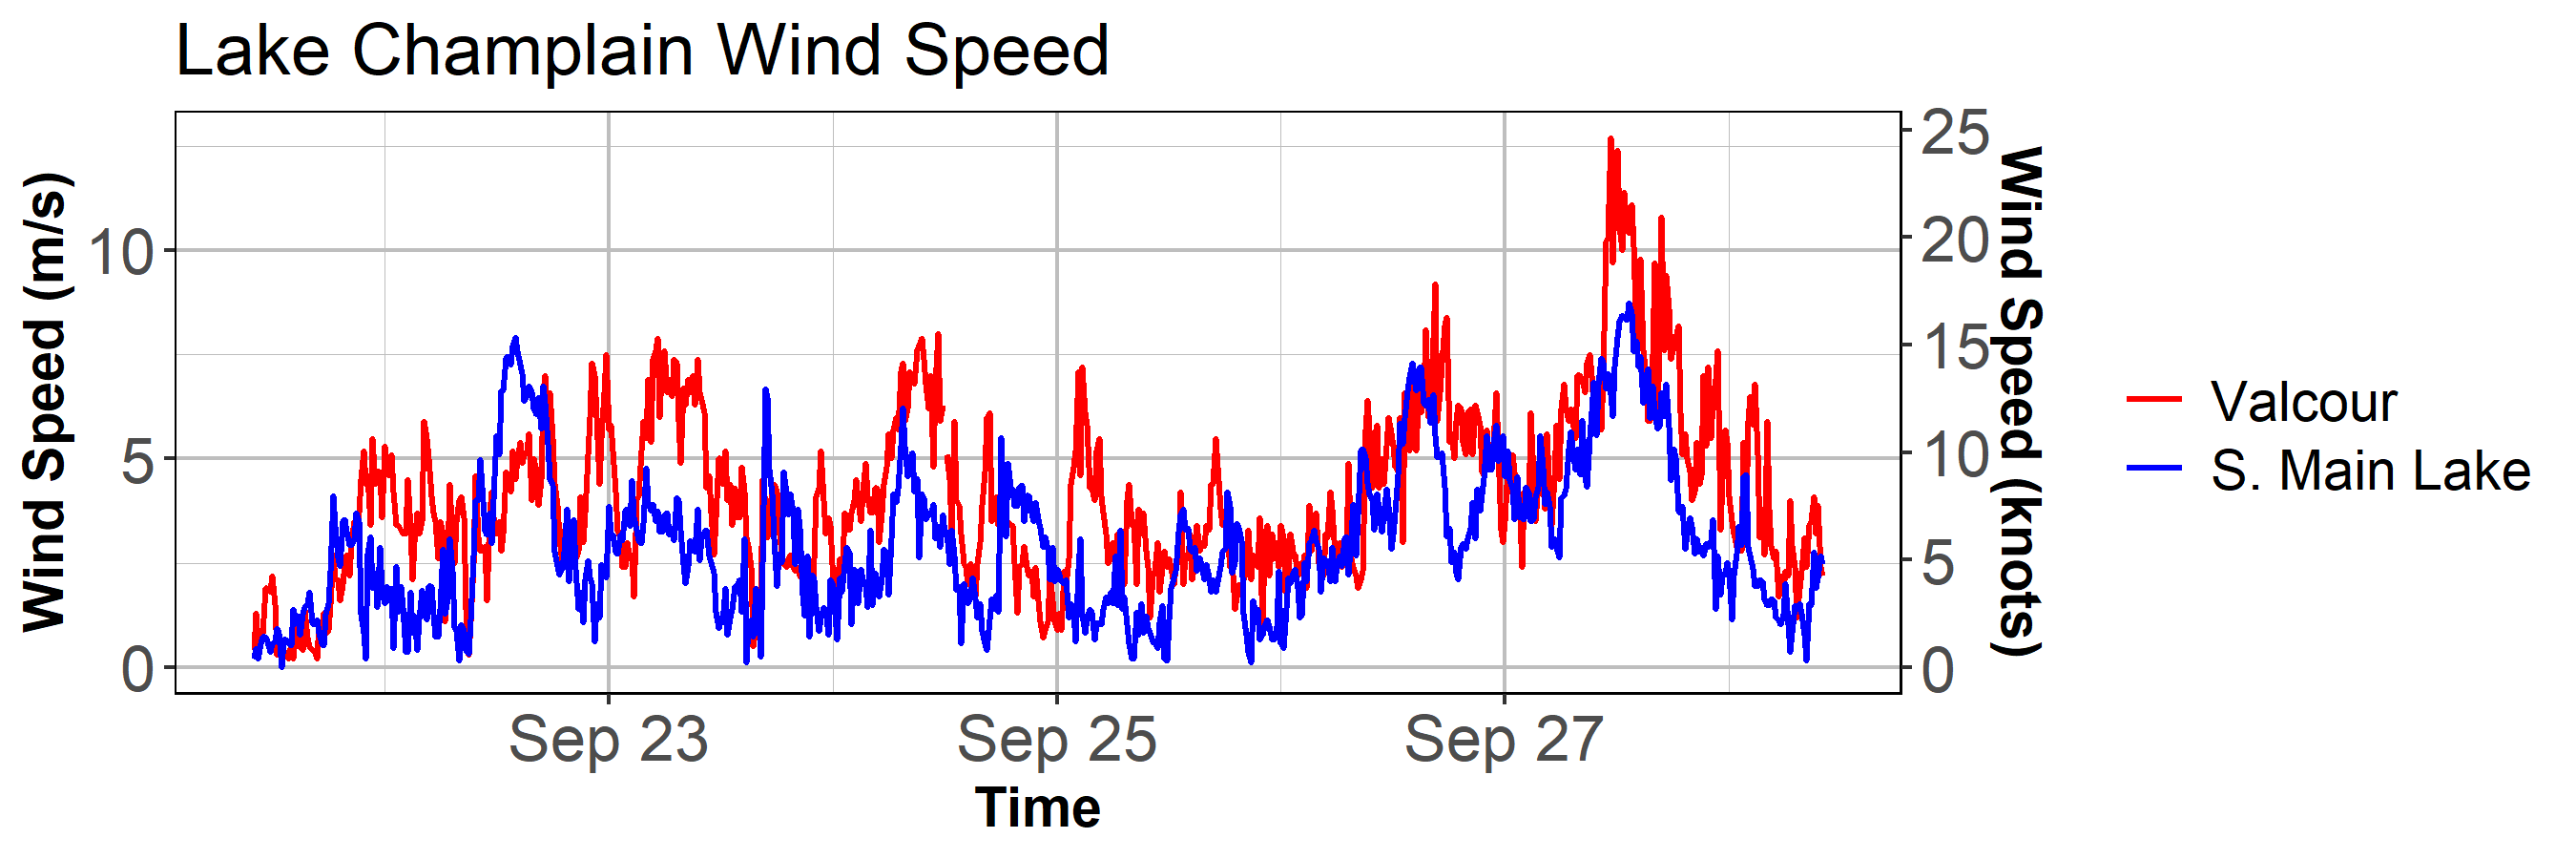 Lake Champlain Wind Speed
Wind Speed (m/s)
10
5
0
25
20
15
10
5
0
Wind Speed (knots)
Sep 23
Sep 25
Sep 27
Time
Valcour
S. Main Lake